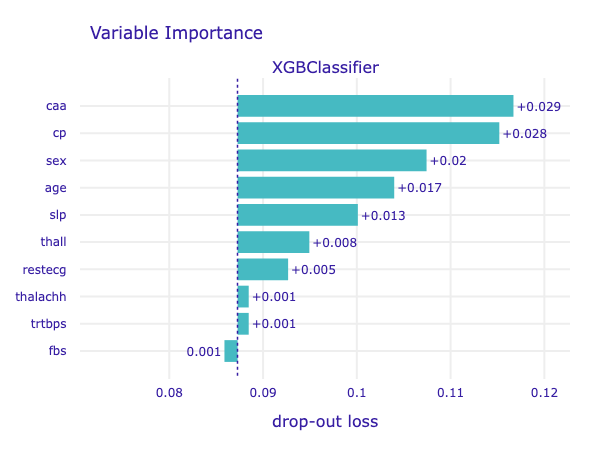 Variable Importance
XGBClassifier
caa +0.029
cp +0.028
sex +0.02
age +0.017
slp +0.013
thall +0.008
restecg +0.005
thalachh +0.001
trtbps +0.001
fbs 0.001
0.08 0.09 0.1 0.11 0.12
drop-out loss